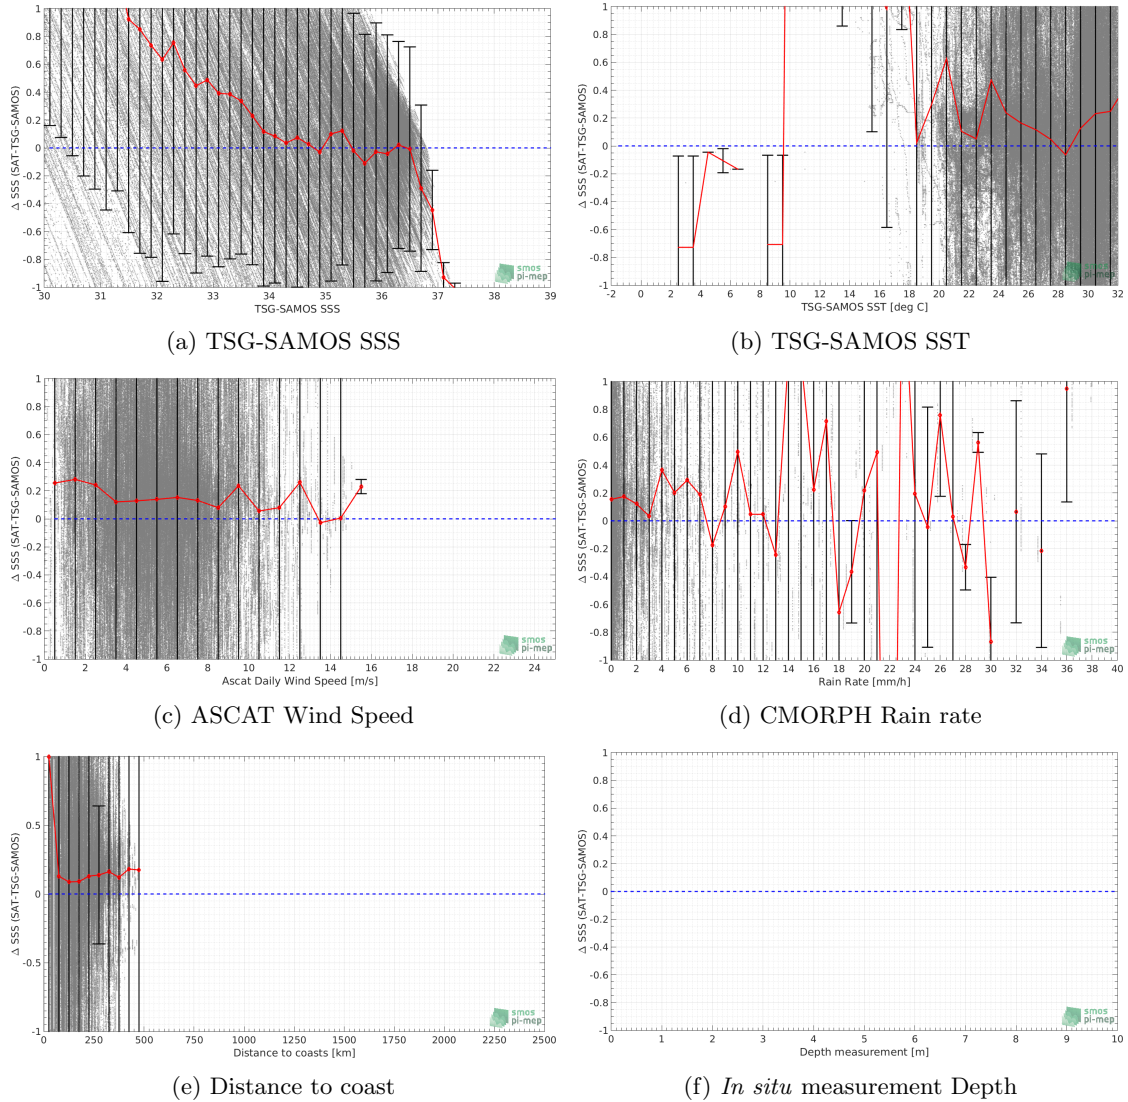 Δ SSS (SAT-TSG-SAMOS)
1
0.8
0.6
0.4
0.2
0
-0.2
-0.4
-0.6
-0.8
-1
30 31 32 33 34 35 36 37 38 39
TSG-SAMOS SSS
smos
pi-mep
(a) TSG-SAMOS SSS
Δ SSS (SAT-TSG-SAMOS)
1
0.8
0.6
0.4
0.2
0
-0.2
-0.4
-0.6
-0.8
-1
-2 0 2 4 6 8 10 12 14 16 18 20 22 24 26 28 30 32
TSG-SAMOS SST [deg C]
smos
pi-mep
(b) TSG-SAMOS SST
Δ SSS (SAT-TSG-SAMOS)
1
0.8
0.6
0.4
0.2
0
-0.2
-0.4
-0.6
-0.8
-1
0 2 4 6 8 10 12 14 16 18 20 22 24
Ascat Daily Wind Speed [m/s]
smos
pi-mep
(c) ASCAT Wind Speed
Δ SSS (SAT-TSG-SAMOS)
1
0.8
0.6
0.4
0.2
0
-0.2
-0.4
-0.6
-0.8
-1
0 2 4 6 8 10 12 14 16 18 20 22 24 26 28 30 32 34 36 38 40
Rain Rate [mm/h]
smos
pi-mep
(d) CMORPH Rain rate
Δ SSS (SAT-TSG-SAMOS)
1
0.5
0
-0.5
-1
0 250 500 750 1000 1250 1500 1750 2000 2250 2500
Distance to coasts [km]
smos
pi-mep
(e) Distance to coast
Δ SSS (SAT-TSG-SAMOS)
1
0.8
0.6
0.4
0.2
0
-0.2
-0.4
-0.6
-0.8
-1
0 1 2 3 4 5 6 7 8 9 10
Depth measurement [m]
smos
pi-mep
(f) In situ measurement Depth